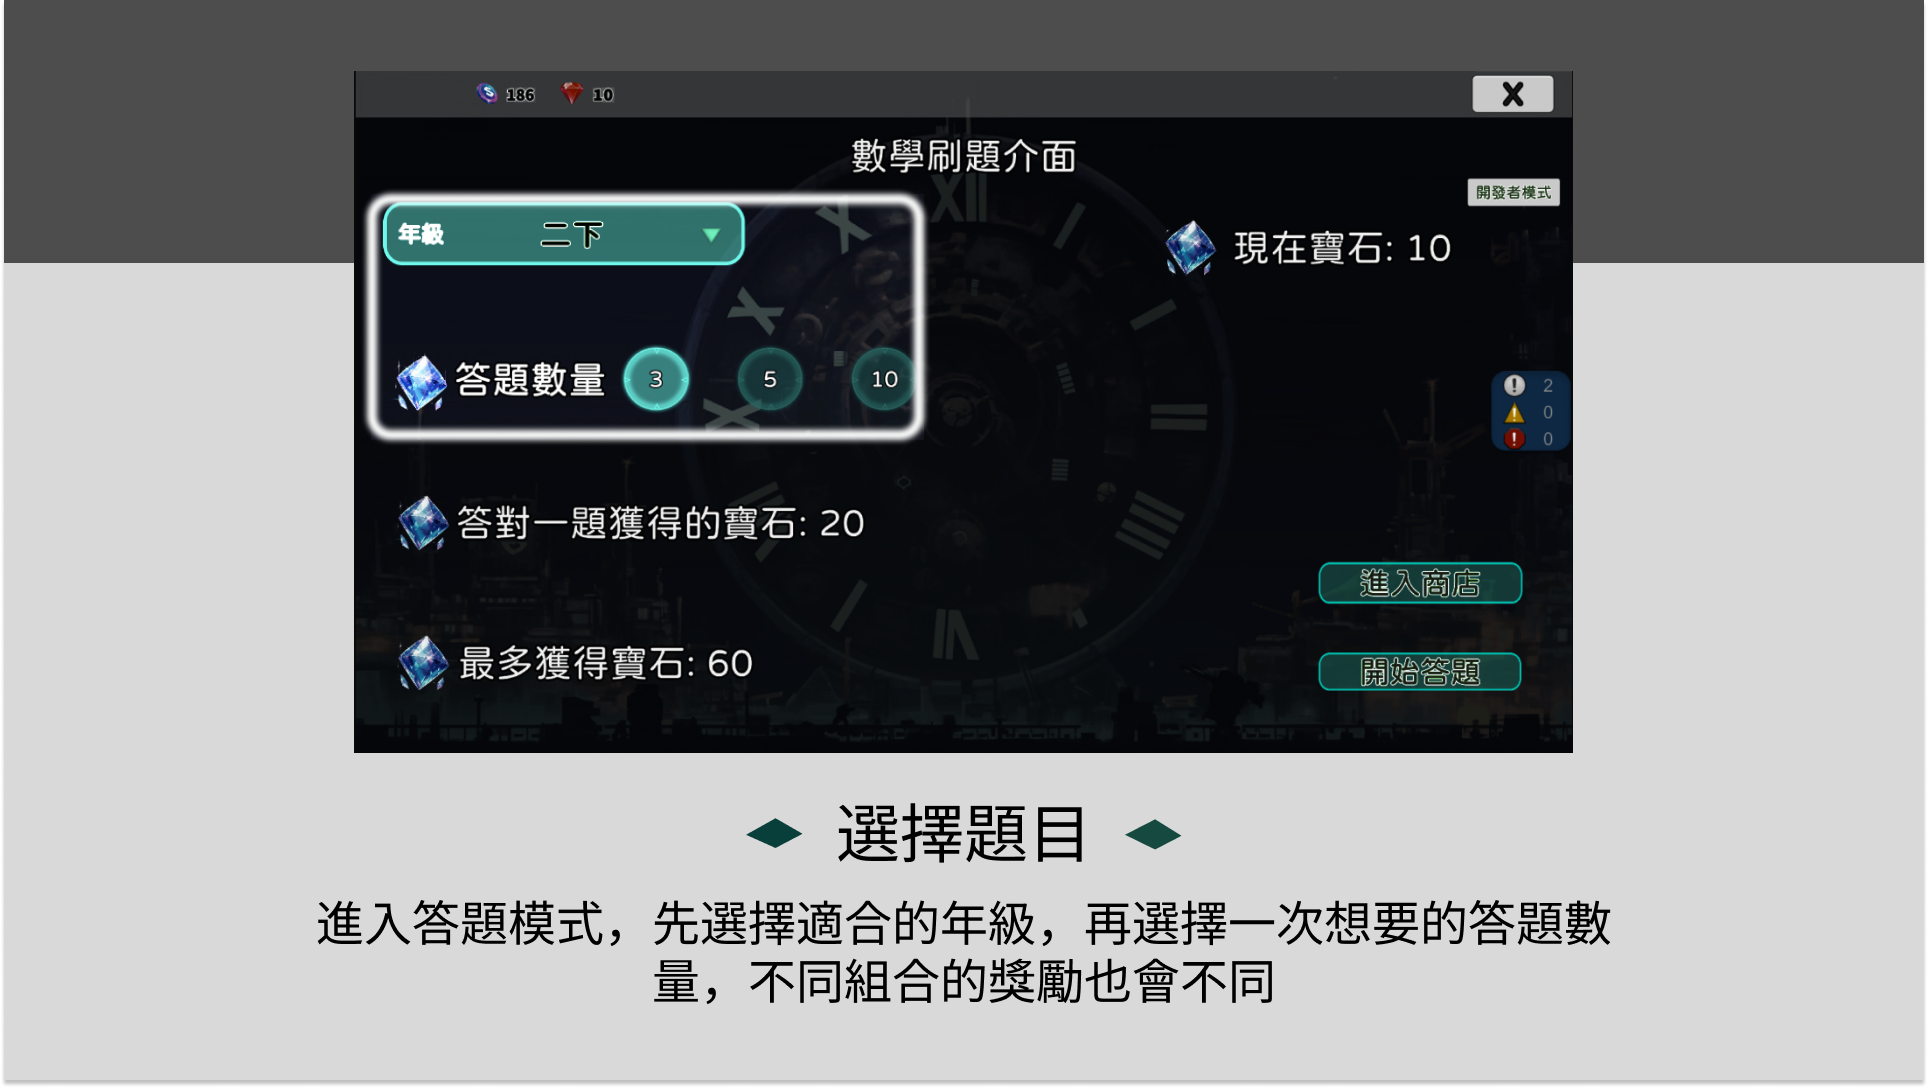 186 10 X
數學刷題介面
開發者模式
年級 二下
現在寶石: 10
答題數量 3 5 10
2
0
0
答對一題獲得的寶石: 20
進入商店
最多獲得寶石: 60
開始答題
選擇題目
進入答題模式，先選擇適合的年級，再選擇一次想要的答題數
量，不同組合的獎勵也會不同